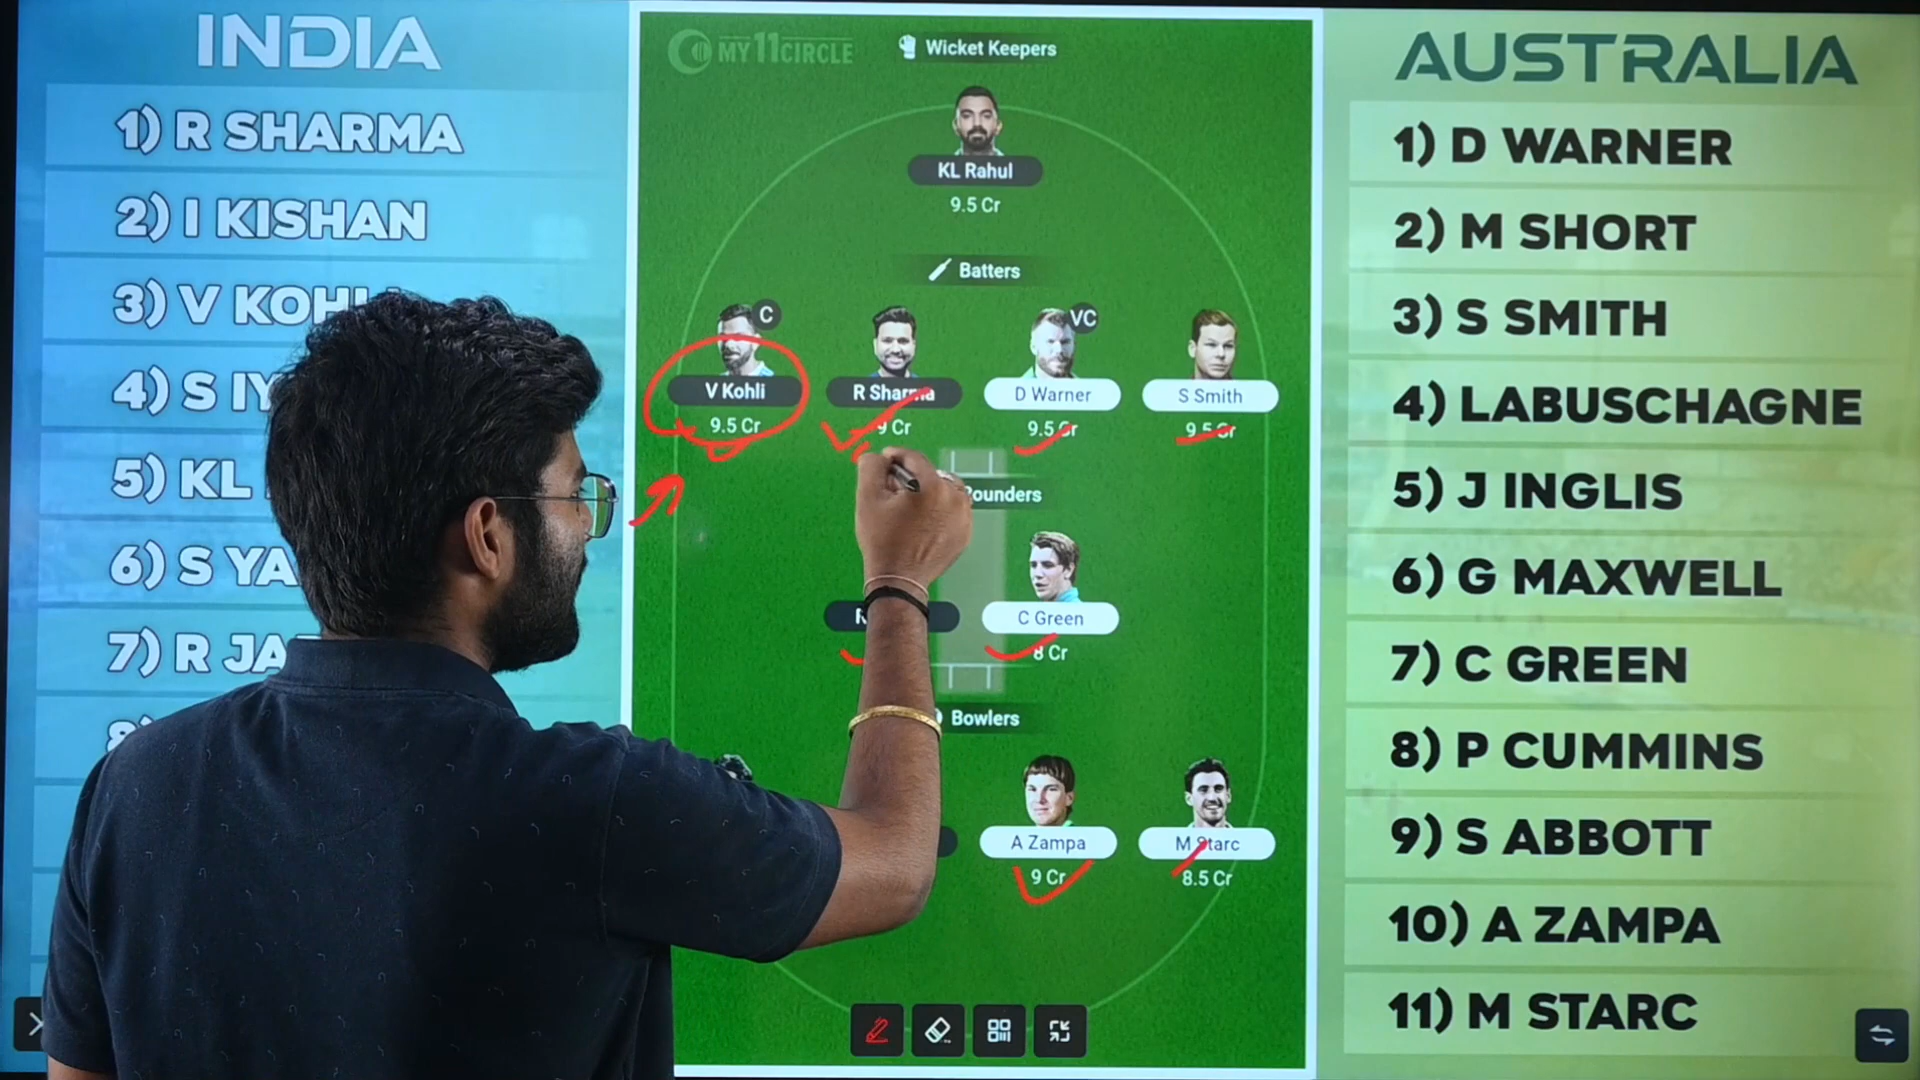 INDIA
1) R SHARMA
2) I KISHAN
3) V KOHL
4) S IY
5) KL
6) S YA
7) R JA
8)
MY11CIRCLE
Wicket Keepers
KL Rahul
9.5 Cr
Batters
C
VC
V Kohli
R Sharma
D Warner
S Smith
9.5 Cr
9 Cr
9.5 Cr
9.5 Cr
Rounders
C Green
8 Cr
Bowlers
A Zampa
M Starc
9 Cr
8.5 Cr
AUSTRALIA
1) D WARNER
2) M SHORT
3) S SMITH
4) LABUSCHAGNE
5) J INGLIS
6) G MAXWELL
7) C GREEN
8) P CUMMINS
9) S ABBOTT
10) A ZAMPA
11) M STARC